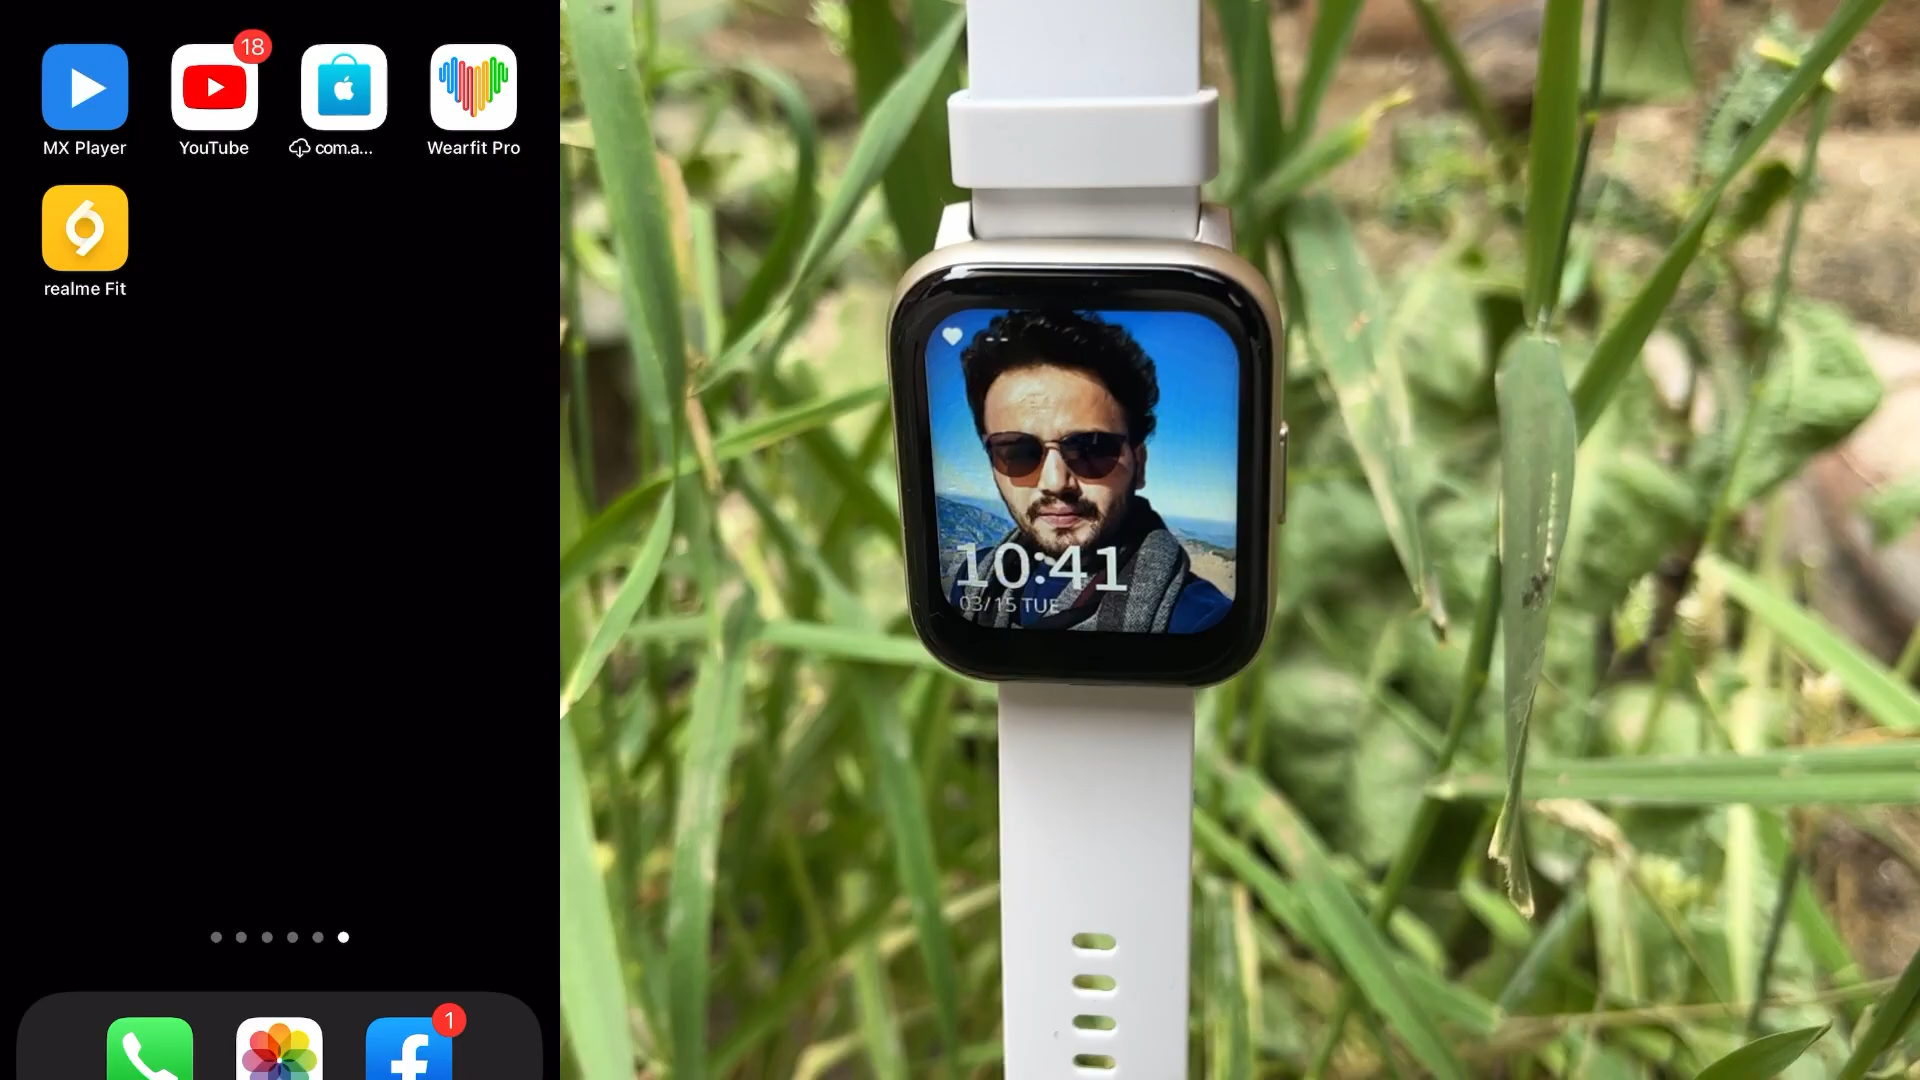 18
MX Player
YouTube
com.a...
Wearfit Pro
realme Fit
1
10:41
03/15 TUE